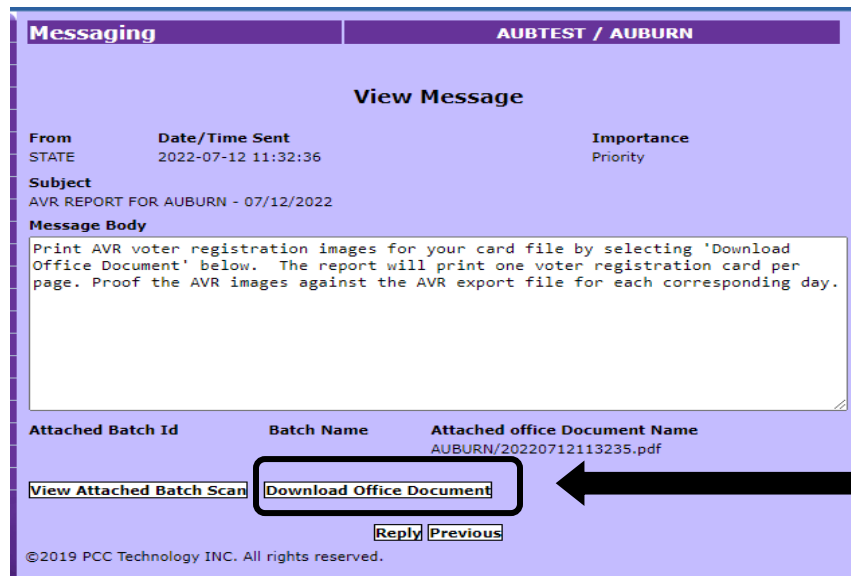 Messaging AUBTEST / AUBURN
View Message
From Date/Time Sent Importance
STATE 2022-07-12 11:32:36 Priority
Subject
AVR REPORT FOR AUBURN - 07/12/2022
Message Body
Print AVR voter registration images for your card file by selecting 'Download
Office Document' below.  The report will print one voter registration card per
page. Proof the AVR images against the AVR export file for each corresponding day.
Attached Batch Id Batch Name Attached office Document Name
AUBURN/20220712113235.pdf
View Attached Batch Scan Download Office Document
Reply Previous
©2019 PCC Technology INC. All rights reserved.